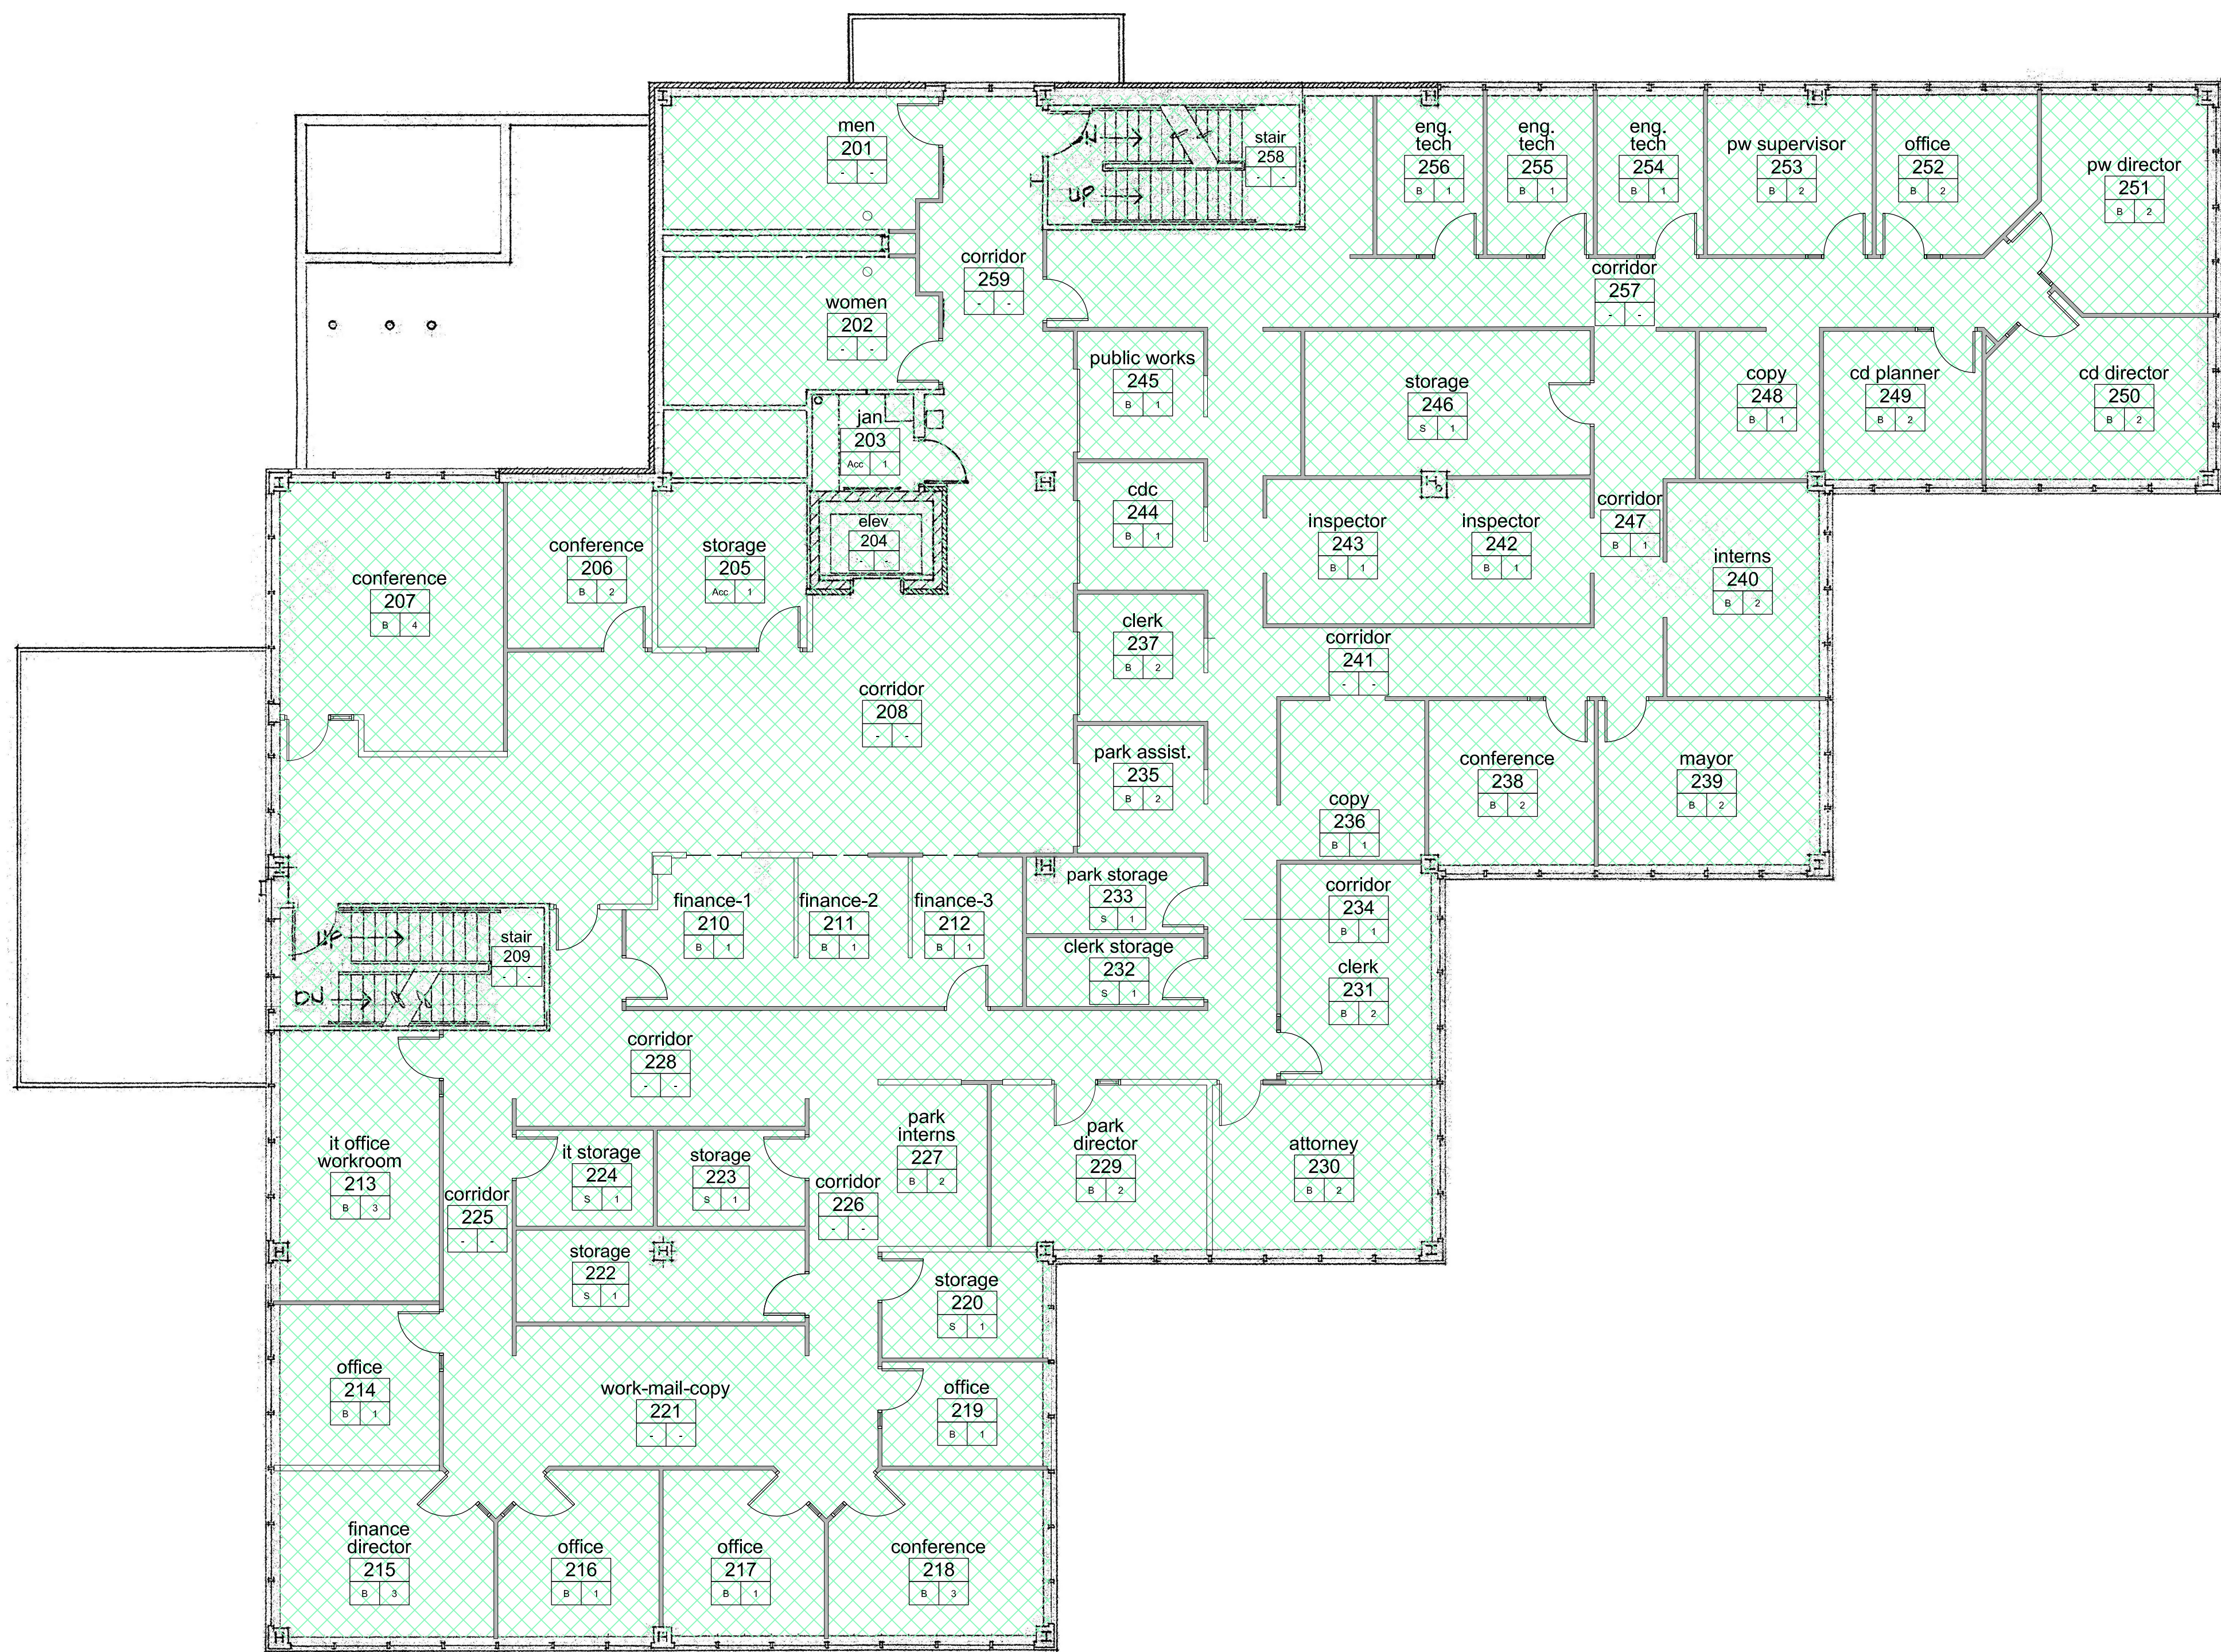 men
201
- -
stair
258
- -
DN
UP
eng.
tech
256
B 1
eng.
tech
255
B 1
eng.
tech
254
B 1
pw supervisor
253
B 2
office
252
B 2
pw director
251
B 2
women
202
- -
corridor
259
- -
corridor
257
- -
public works
245
B 1
storage
246
S 1
copy
248
B 1
cd planner
249
B 2
cd director
250
B 2
jan
203
Acc 1
elev
204
- -
cdc
244
B 1
inspector
243
B 1
inspector
242
B 1
corridor
247
B 1
interns
240
B 2
conference
207
B 4
conference
206
B 2
storage
205
Acc 1
clerk
237
B 2
corridor
241
- -
corridor
208
- -
park assist.
235
B 2
copy
236
B 1
conference
238
B 2
mayor
239
B 2
UP
DN
stair
209
- -
finance-1
210
B 1
finance-2
211
B 1
finance-3
212
B 1
park storage
233
S 1
clerk storage
232
S 1
corridor
234
B 1
clerk
231
B 2
corridor
228
- -
it office
workroom
213
B 3
corridor
225
- -
it storage
224
S 1
storage
223
S 1
corridor
226
- -
park
interns
227
B 2
park
director
229
B 2
attorney
230
B 2
storage
222
S 1
storage
220
S 1
office
214
B 1
work-mail-copy
221
- -
office
219
B 1
finance
director
215
B 3
office
216
B 1
office
217
B 1
conference
218
B 3